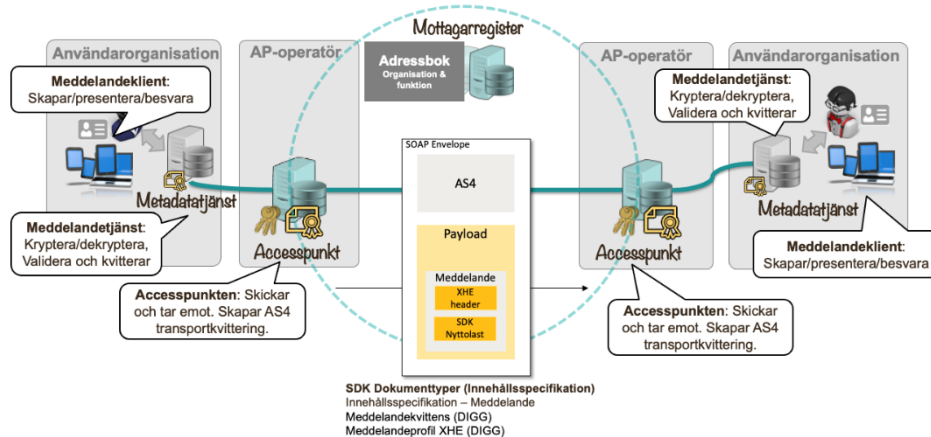 Mottagarregister
Användarorganisation
AP-operatör
AP-operatör
Användarorganisation
Adressbok
Organisation &
funktion
Meddelandeklient:
Skapar/presentera/besvara
Meddelandetjänst:
Kryptera/dekryptera,
Validera och kvitterar
SOAP Envelope
AS4
Metadatatjänst
Metadatatjänst
Meddelandetjänst:
Kryptera/dekryptera,
Validera och kvitterar
Accesspunkt
Payload
Accesspunkt
Meddelandeklient:
Skapar/presentera/besvara
Meddelande
XHE
header
SDK
Nyttolast
Accesspunkten: Skickar
och tar emot. Skapar AS4
transportkvittering.
Accesspunkten: Skickar
och tar emot. Skapar AS4
transportkvittering.
SDK Dokumenttyper (Innehållsspecifikation)
Innehållsspecifikation – Meddelande
Meddelandekvittens (DIGG)
Meddelandeprofil XHE (DIGG)